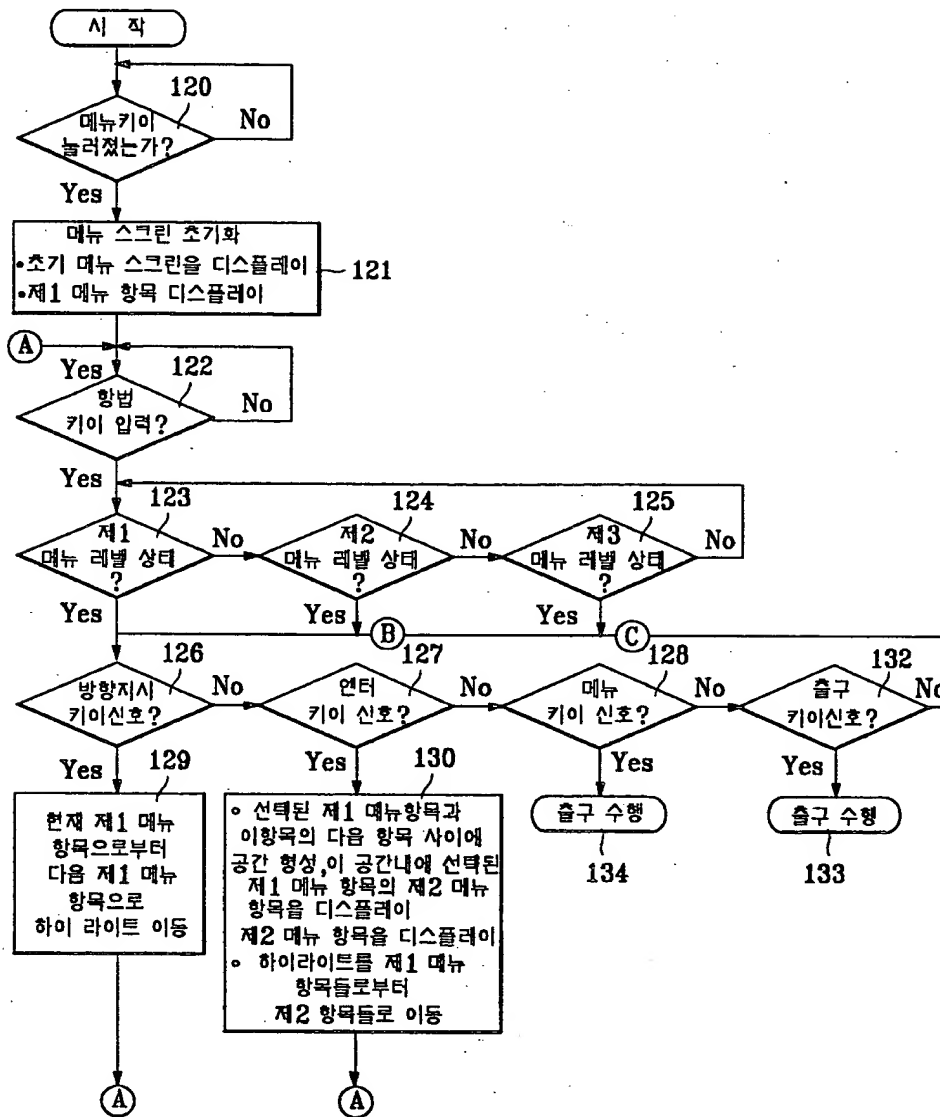 시 작
120
메뉴키이
눌러졌는가?
No
Yes
메뉴 스크린 초기화
•초기 메뉴 스크린을 디스플레이
•제1 메뉴 항목 디스플레이
121
A
Yes
122
항법
키이 입력?
No
Yes
123
제1
메뉴 레벨 상태
?
No
124
제2
메뉴 레벨 상태
?
No
125
제3
메뉴 레벨 상태
?
No
Yes
Yes
B
Yes
C
126
방향지시
키이신호?
No
127
엔터
키이 신호?
No
128
메뉴
키이 신호?
No
132
출구
키이신호?
No
Yes
129
Yes
130
Yes
Yes
현재 제1 메뉴
항목으로부터
다음 제1 메뉴
항목으로
하이 라이트 이동
◦ 선택된 제1 메뉴항목과
이항목의 다음 항목 사이에
공간 형성,이 공간내에 선택된
제1 메뉴 항목의 제2 메뉴
항목을 디스플레이
제2 메뉴 항목을 디스플레이
◦ 하이라이트를 제1 메뉴
항목들로부터
제2 항목들로 이동
출구 수행
134
출구 수행
133
A
A